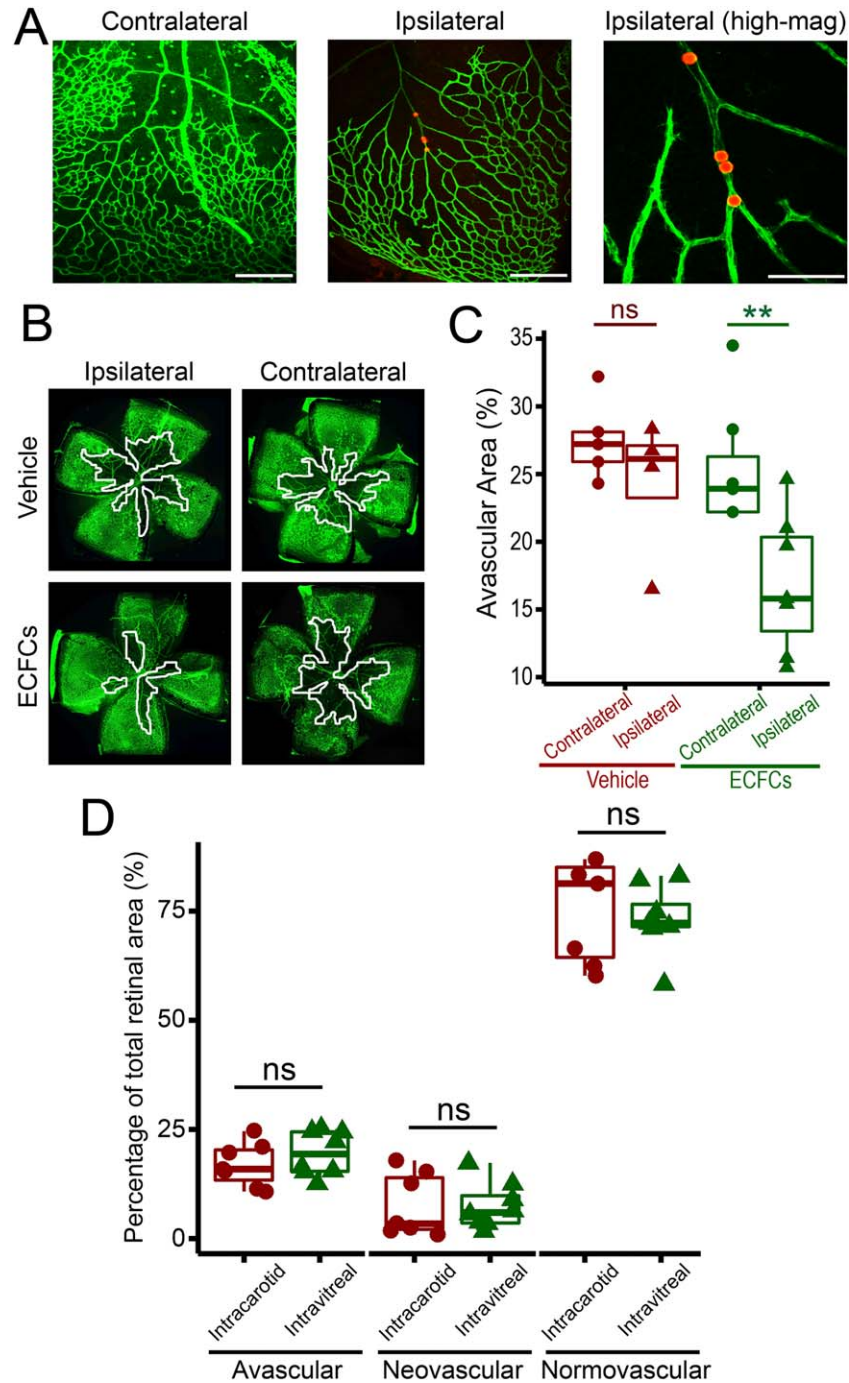 A
Contralateral
Ipsilateral
Ipsilateral (high-mag)
B
Ipsilateral
Contralateral
Vehicle
ECFCs
C
ns
**
Avascular Area (%)
35
30
25
20
15
10
Contralateral
Ipsilateral
Contralateral
Ipsilateral
Vehicle
ECFCs
D
ns
ns
ns
Percentage of total retinal area (%)
75
50
25
0
Intracarotid
Intravitreal
Intracarotid
Intravitreal
Intracarotid
Intravitreal
Avascular
Neovascular
Normovascular